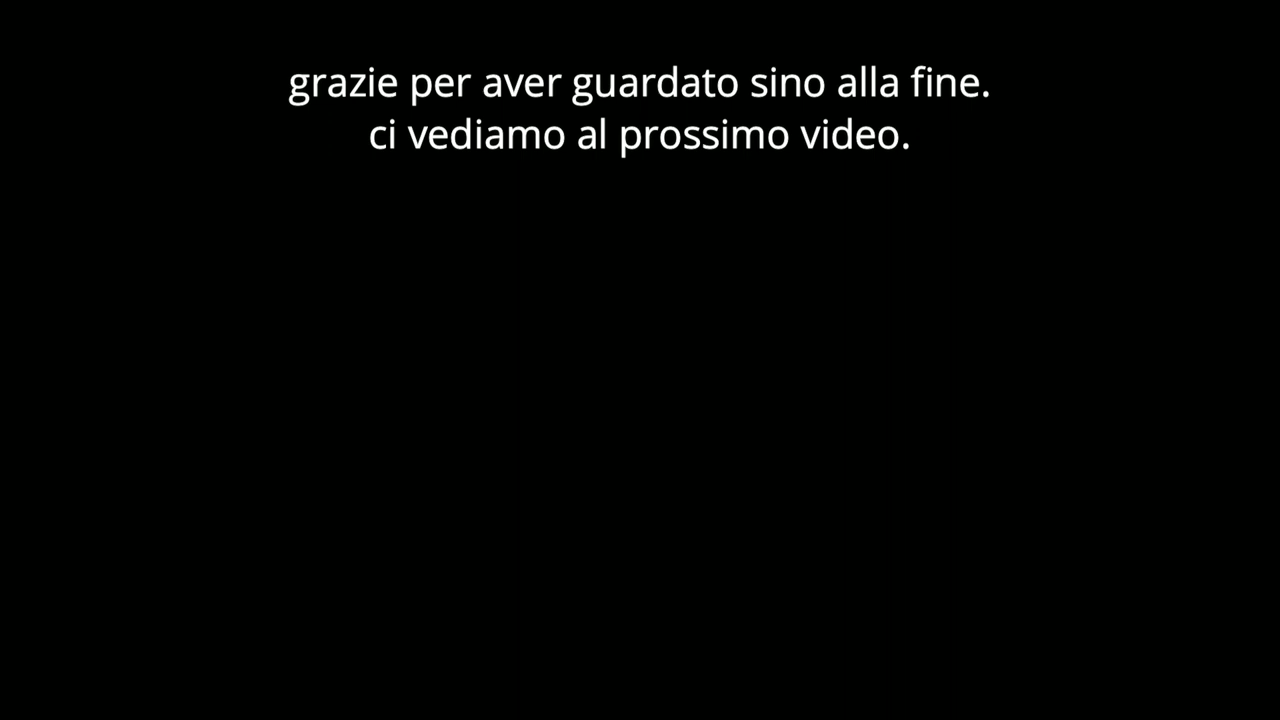 grazie per aver guardato sino alla fine.
ci vediamo al prossimo video.